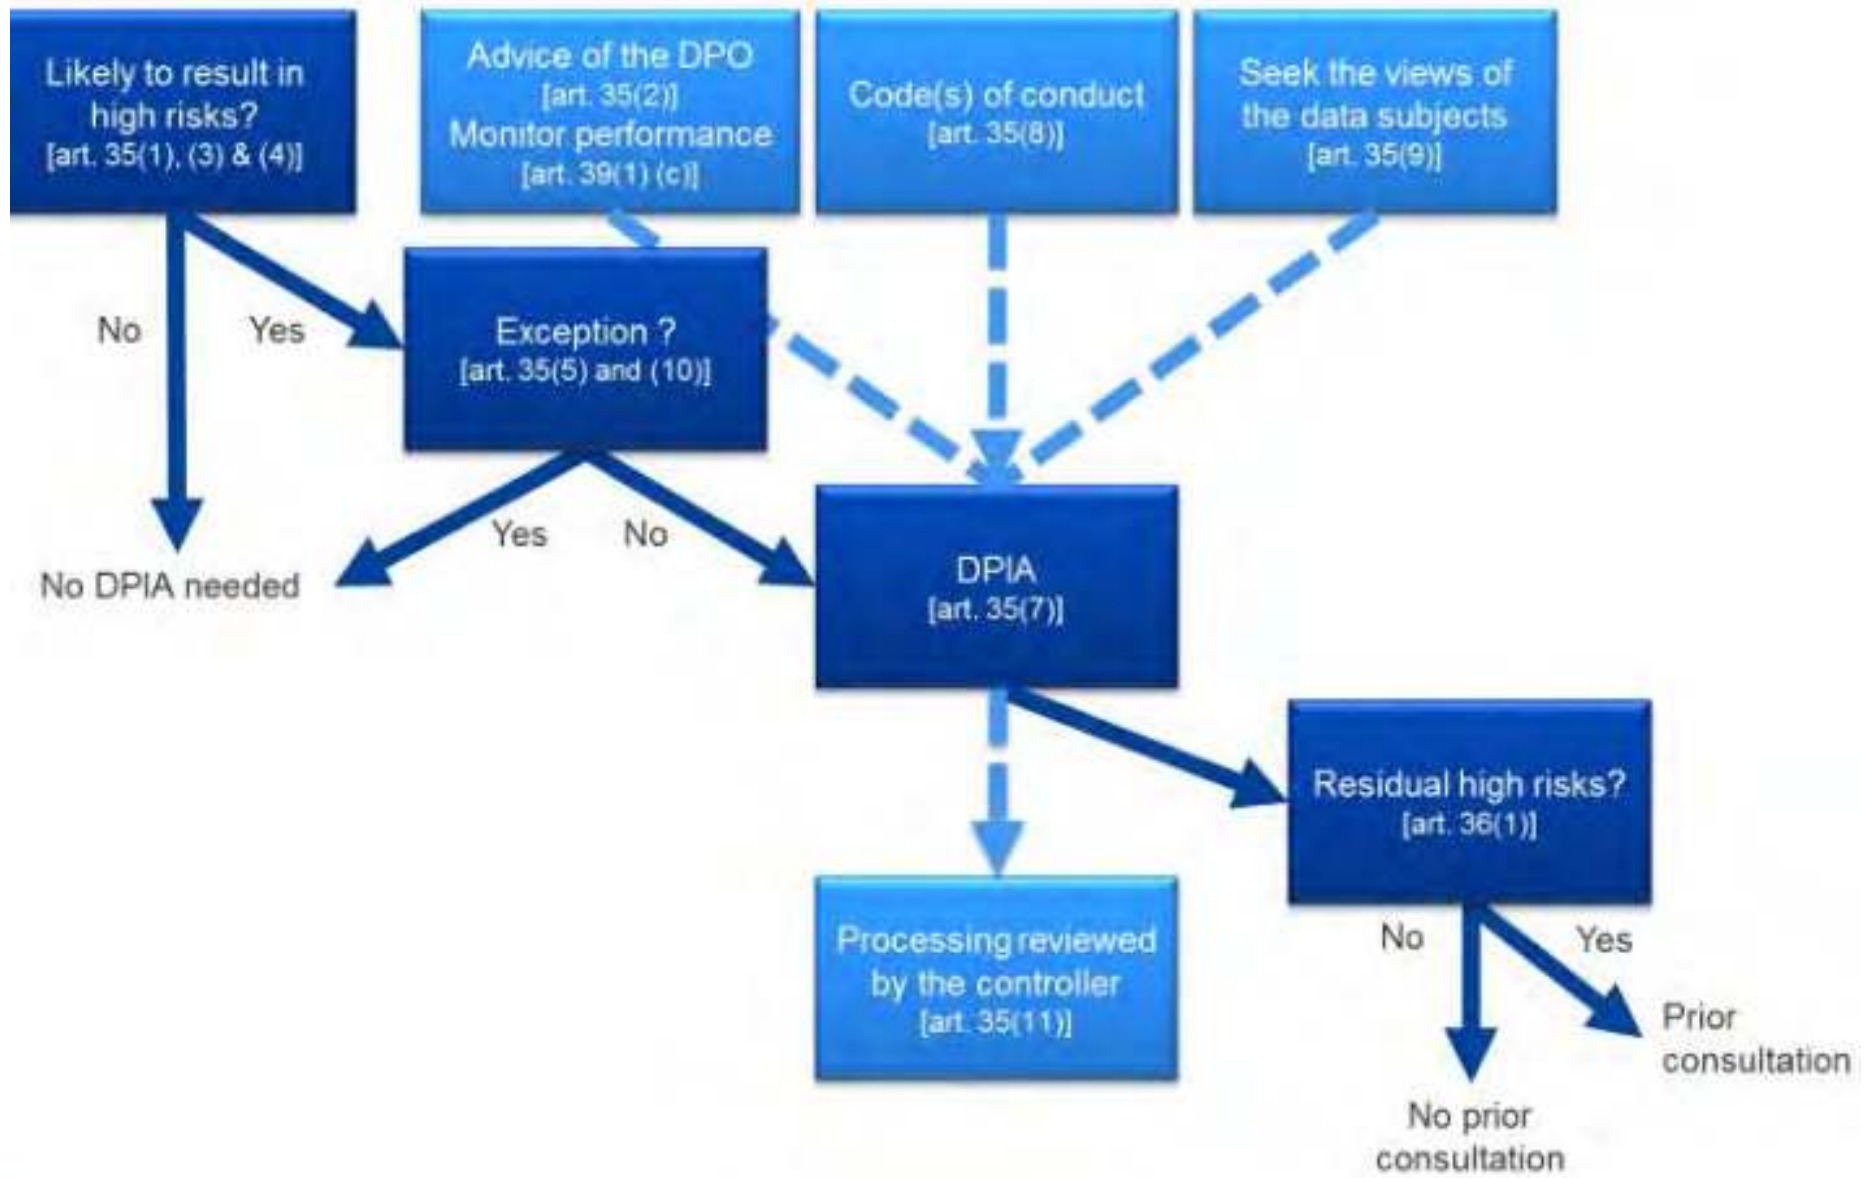 Likely to result in
high risks?
[art. 35(1), (3) & (4)]
Advice of the DPO
[art. 35(2)]
Monitor performance
[art. 39(1) (c)]
Code(s) of conduct
[art. 35(8)]
Seek the views of
the data subjects
[art. 35(9)]
No
Yes
Exception ?
[art. 35(5) and (10)]
Yes
No
No DPIA needed
DPIA
[art. 35(7)]
Residual high risks?
[art. 36(1)]
Processing reviewed
by the controller
[art. 35(11)]
No
Yes
Prior
consultation
No prior
consultation